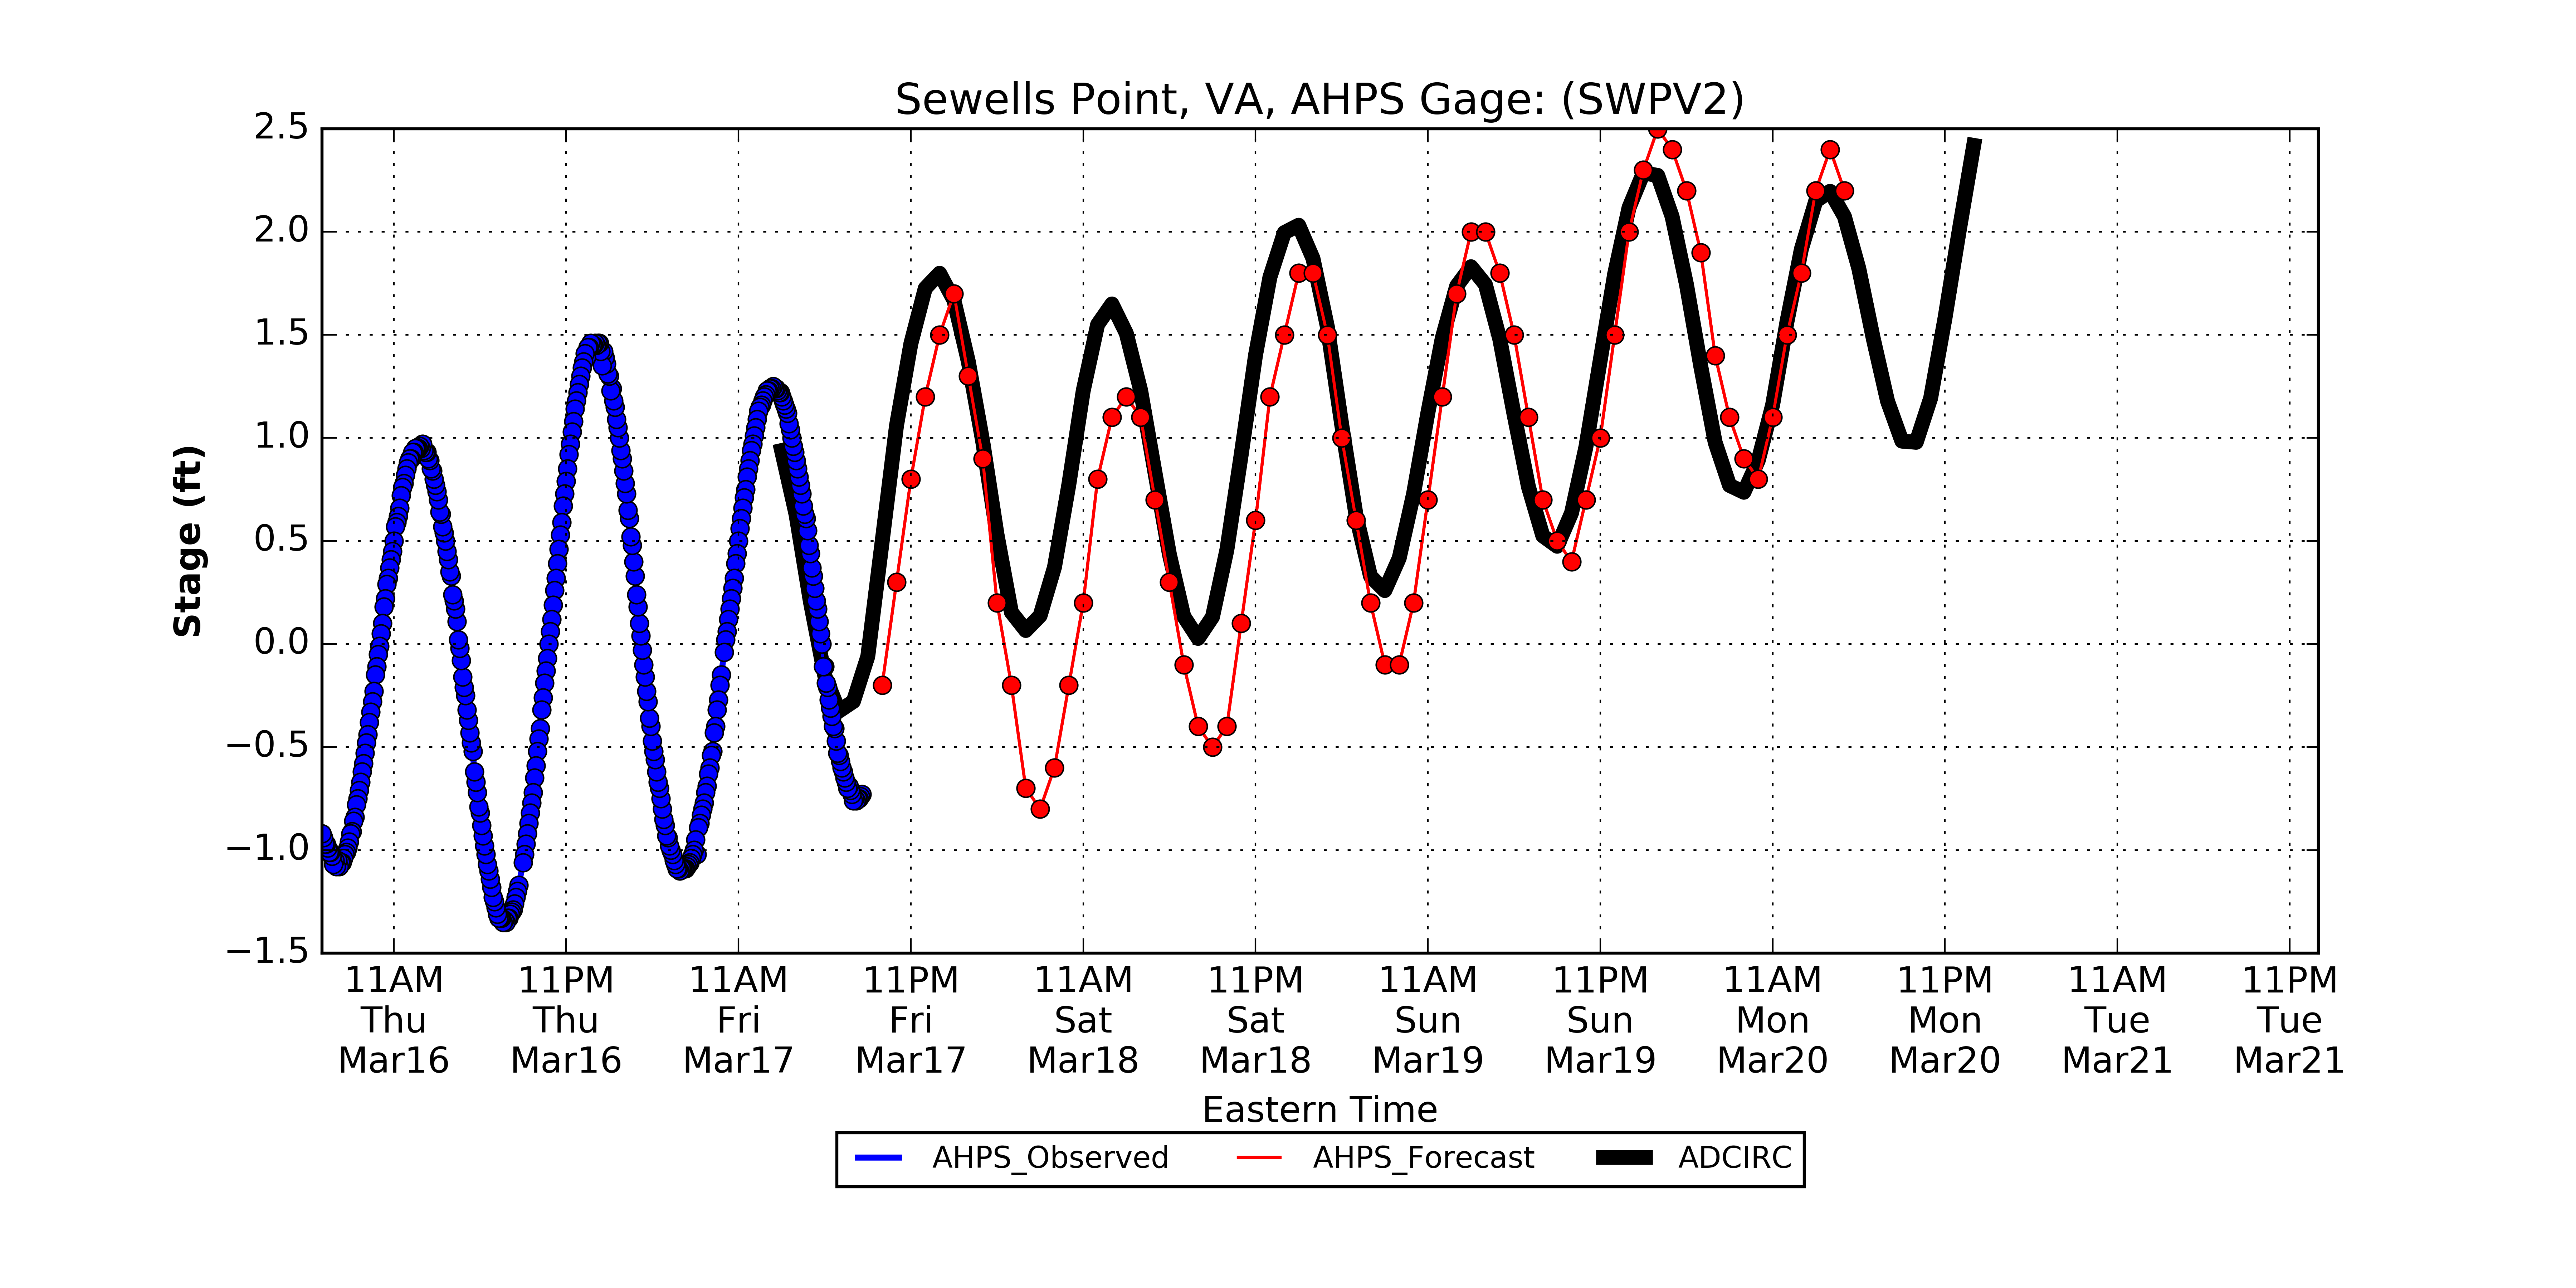 Sewells Point, VA, AHPS Gage: (SWPV2)
2.5
2.0
1.5
1.0
0.5
0.0
−0.5
−1.0
−1.5
Stage (ft)
11AM 11PM 11AM 11PM 11AM 11PM 11AM 11PM 11AM 11PM 11AM 11PM
Thu Thu Fri Fri Sat Sat Sun Sun Mon Mon Tue Tue
Mar16 Mar16 Mar17 Mar17 Mar18 Mar18 Mar19 Mar19 Mar20 Mar20 Mar21 Mar21
Eastern Time
AHPS_Observed AHPS_Forecast ADCIRC